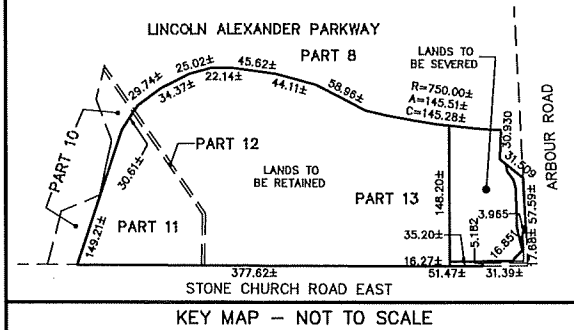 LINCOLN ALEXANDER PARKWAY
PART 8
LANDS TO
BE SEVERED
29.74±
25.02±
45.62±
34.37±
22.14±
44.11±
58.96±
R=750.00±
A=145.51±
C=145.28±
30.930
31.509
ARBOUR ROAD
PART 10
30.61±
PART 12
LANDS TO
BE RETAINED
PART 13
148.20±
3.965
57.59±
149.21±
PART 11
35.20±
5.182
16.851
7.88±
16.27±
377.62±
51.47±
31.39±
STONE CHURCH ROAD EAST
KEY MAP – NOT TO SCALE